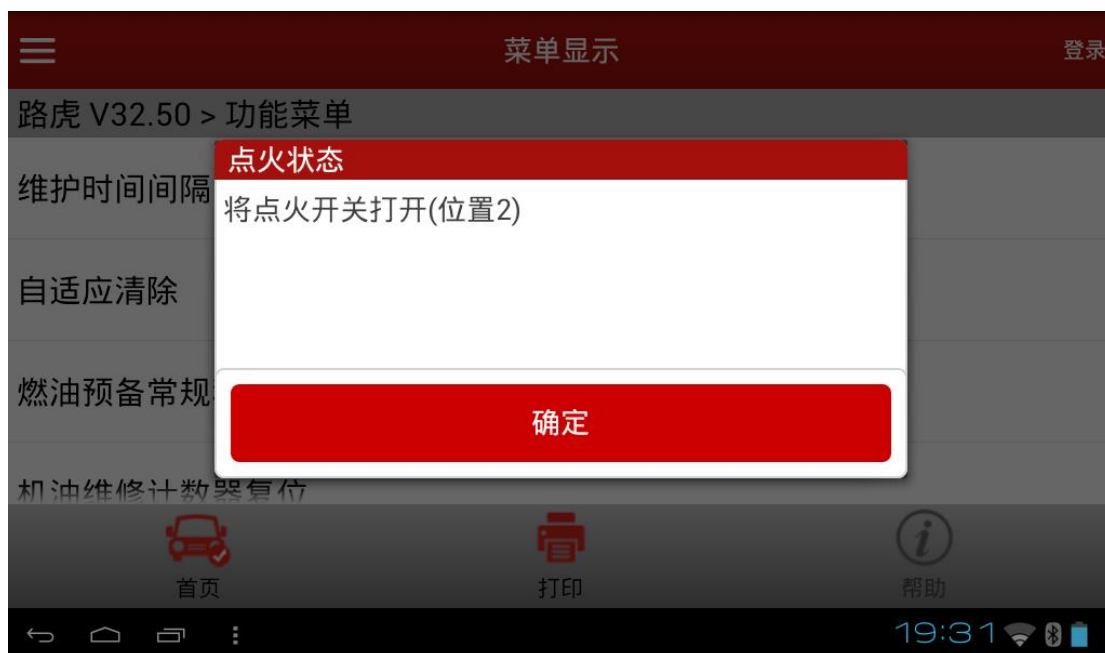 菜单显示
登录
路虎 V32.50 > 功能菜单
点火状态
维护时间间隔
将点火开关打开(位置2)
自适应清除
燃油预备常规
确定
机油维修计数器复位
首页
打印
帮助
19:31